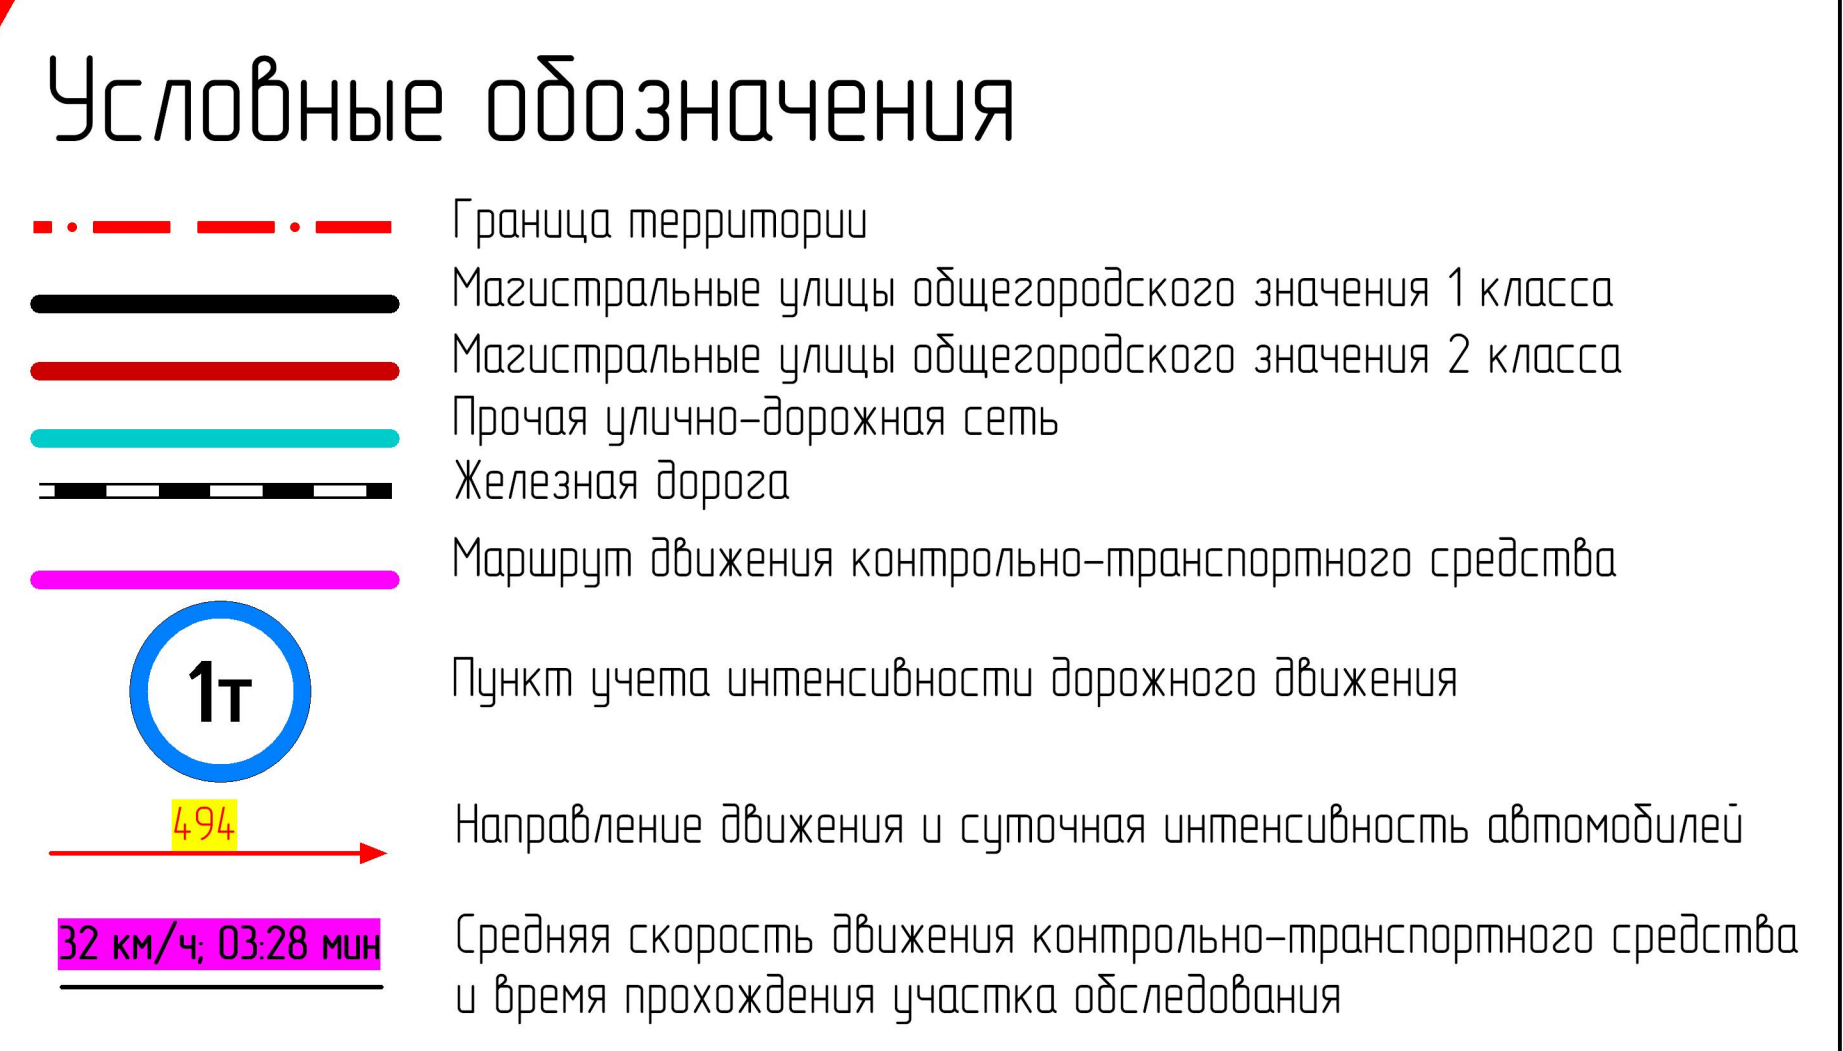 Условные обозначения
Граница территории
Магистральные улицы общегородского значения 1 класса
Магистральные улицы общегородского значения 2 класса
Прочая улично-дорожная сеть
Железная дорога
Маршрут движения контрольно-транспортного средства
1т
Пункт учета интенсивности дорожного движения
494
Направление движения и суточная интенсивность автомобилей
32 км/ч; 03:28 мин
Средняя скорость движения контрольно-транспортного средства
и время прохождения участка обследования